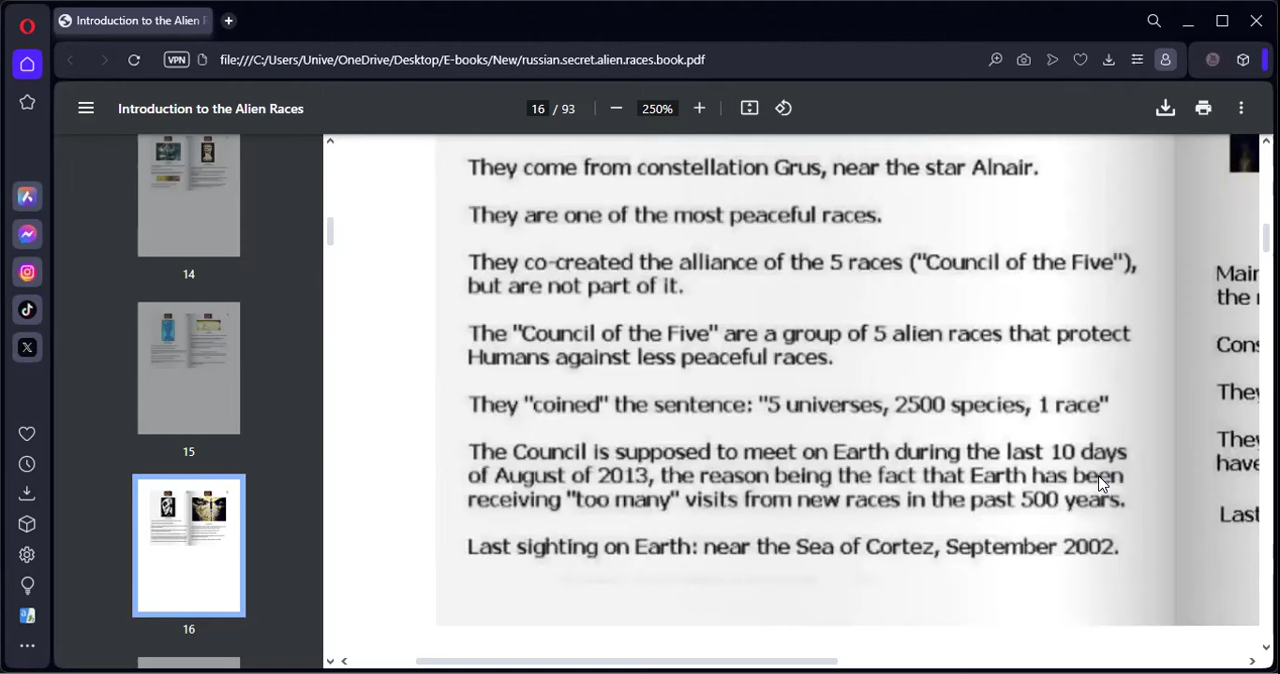 Introduction to the Alien R
VPN
file:///C:/Users/Unive/OneDrive/Desktop/E-books/New/russian.secret.alien.races.book.pdf
Introduction to the Alien Races
16 / 93
250%
14
15
16
They come from constellation Grus, near the star Alnair.
They are one of the most peaceful races.
They co-created the alliance of the 5 races ("Council of the Five"),
but are not part of it.
The "Council of the Five" are a group of 5 alien races that protect
Humans against less peaceful races.
They "coined" the sentence: "5 universes, 2500 species, 1 race"
The Council is supposed to meet on Earth during the last 10 days
of August of 2013, the reason being the fact that Earth has been
receiving "too many" visits from new races in the past 500 years.
Last sighting on Earth: near the Sea of Cortez, September 2002.
Mair
the
Cons
They
They
have
Last